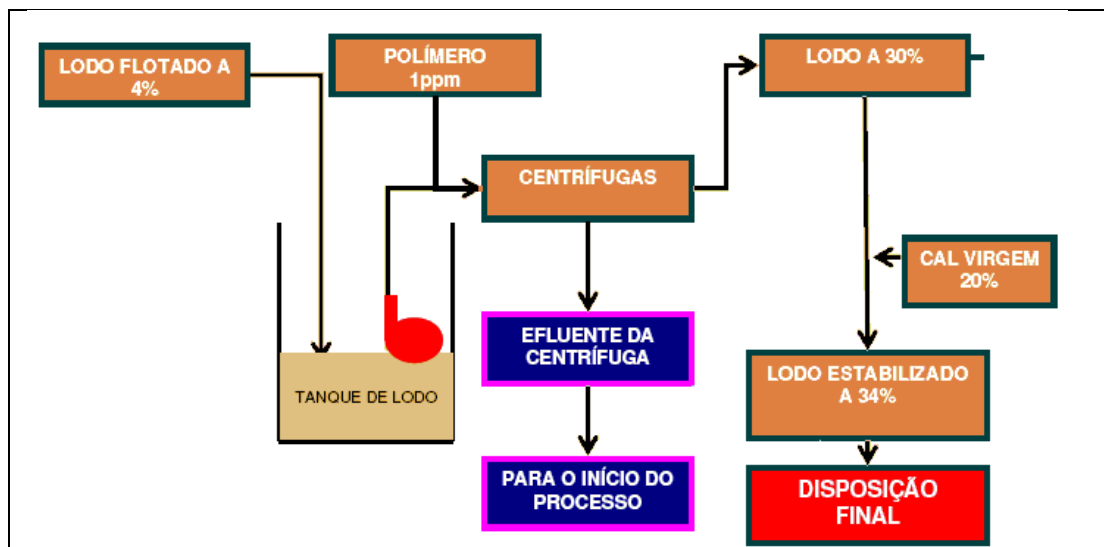 LODO FLOTADO A
4%
POLÍMERO
1ppm
LODO A 30%
CENTRÍFUGAS
CAL VIRGEM
20%
EFLUENTE DA
CENTRÍFUGA
TANQUE DE LODO
LODO ESTABILIZADO
A 34%
PARA O INÍCIO DO
PROCESSO
DISPOSIÇÃO
FINAL